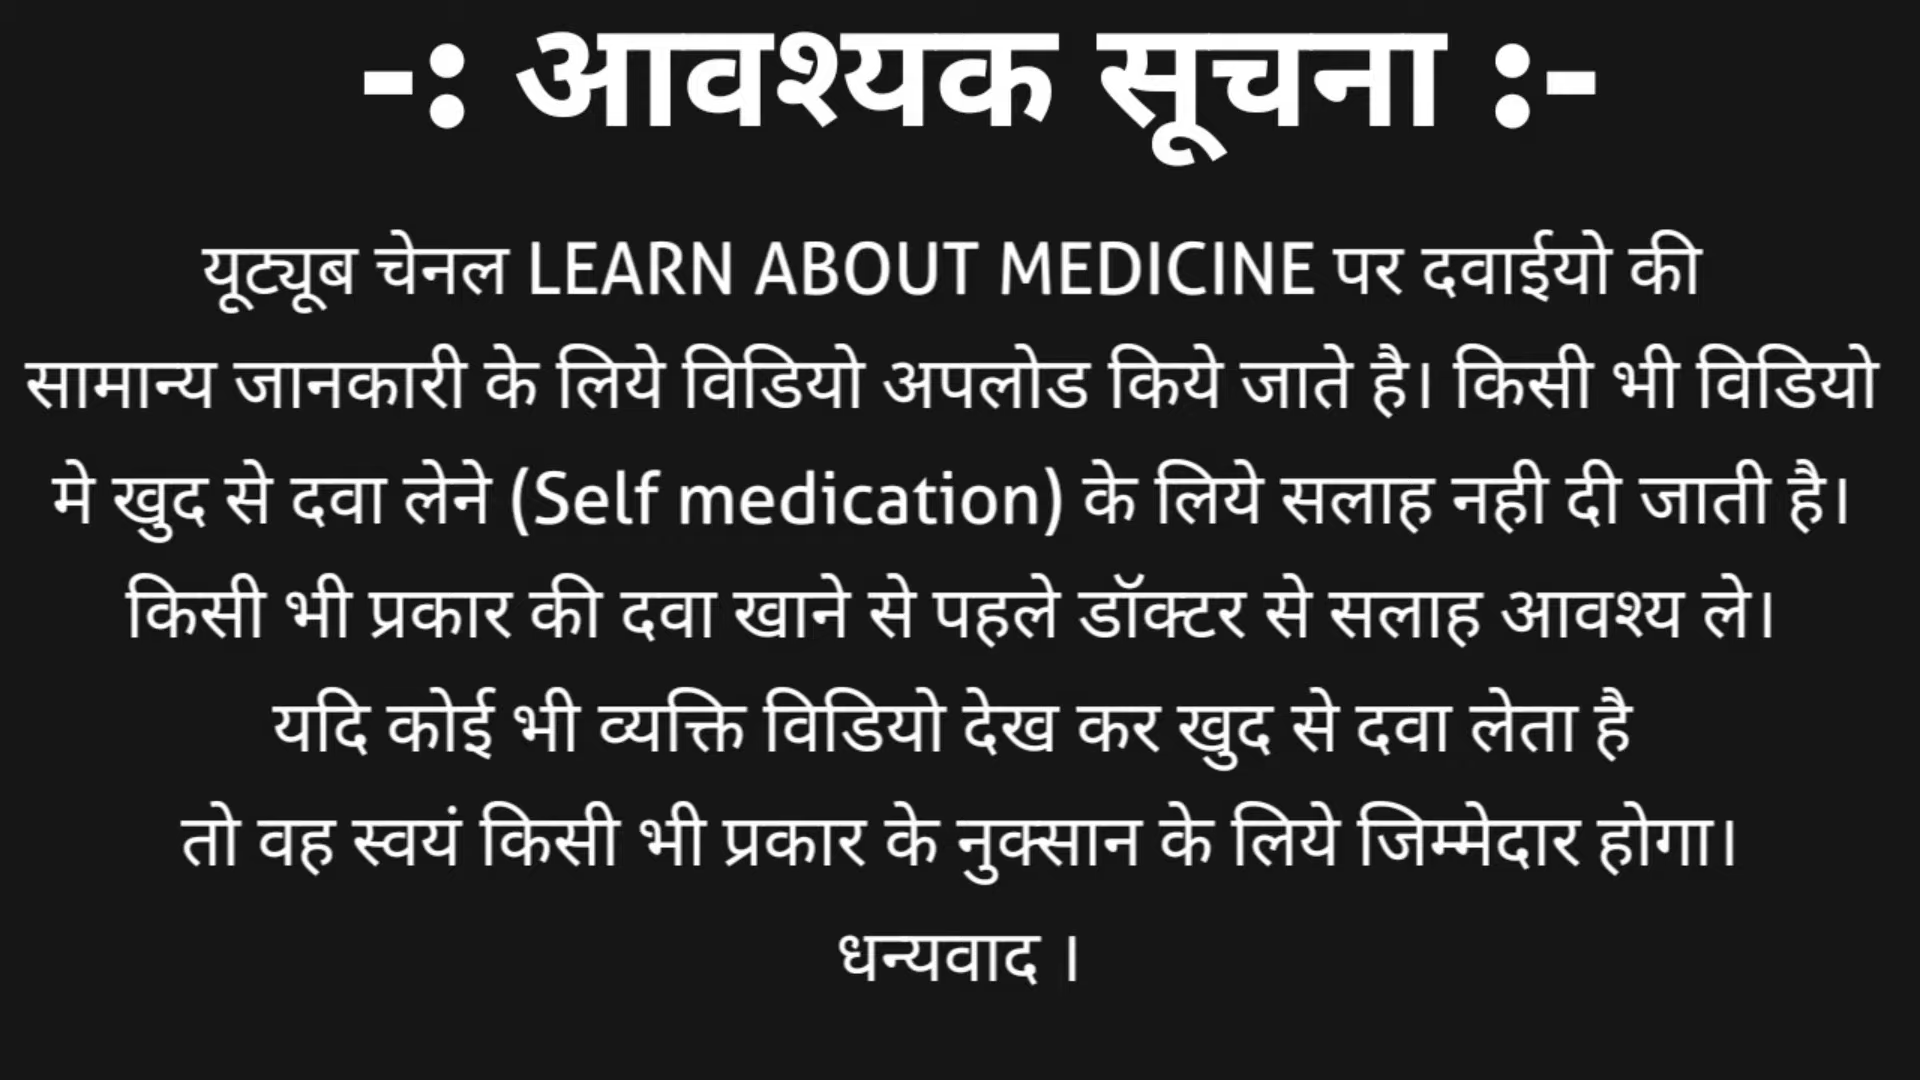 -: आवश्यक सूचना :-
यूट्यूब चेनल LEARN ABOUT MEDICINE पर दवाईयो की
सामान्य जानकारी के लिये विडियो अपलोड किये जाते है। किसी भी विडियो
मे खुद से दवा लेने (Self medication) के लिये सलाह नही दी जाती है।
किसी भी प्रकार की दवा खाने से पहले डॉक्टर से सलाह आवश्य ले।
यदि कोई भी व्यक्ति विडियो देख कर खुद से दवा लेता है
तो वह स्वयं किसी भी प्रकार के नुक्सान के लिये जिम्मेदार होगा।
धन्यवाद ।